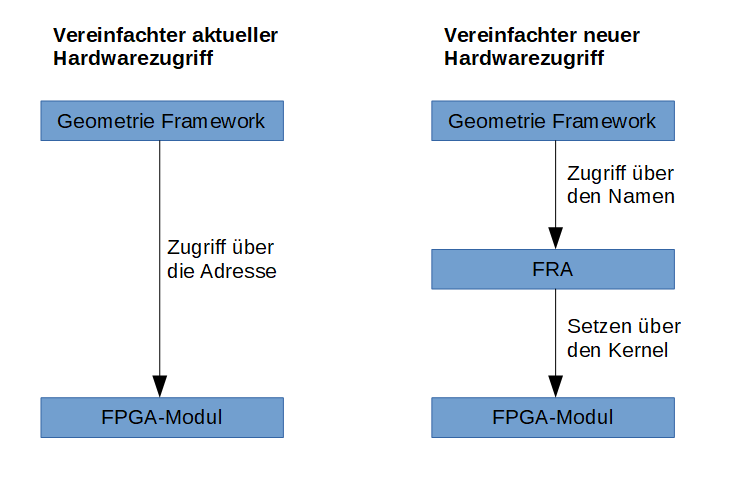 Vereinfachter aktueller
Hardwarezugriff
Geometrie Framework
Zugriff über
die Adresse
FPGA-Modul
Vereinfachter neuer
Hardwarezugriff
Geometrie Framework
Zugriff über
den Namen
FRA
Setzen über
den Kernel
FPGA-Modul